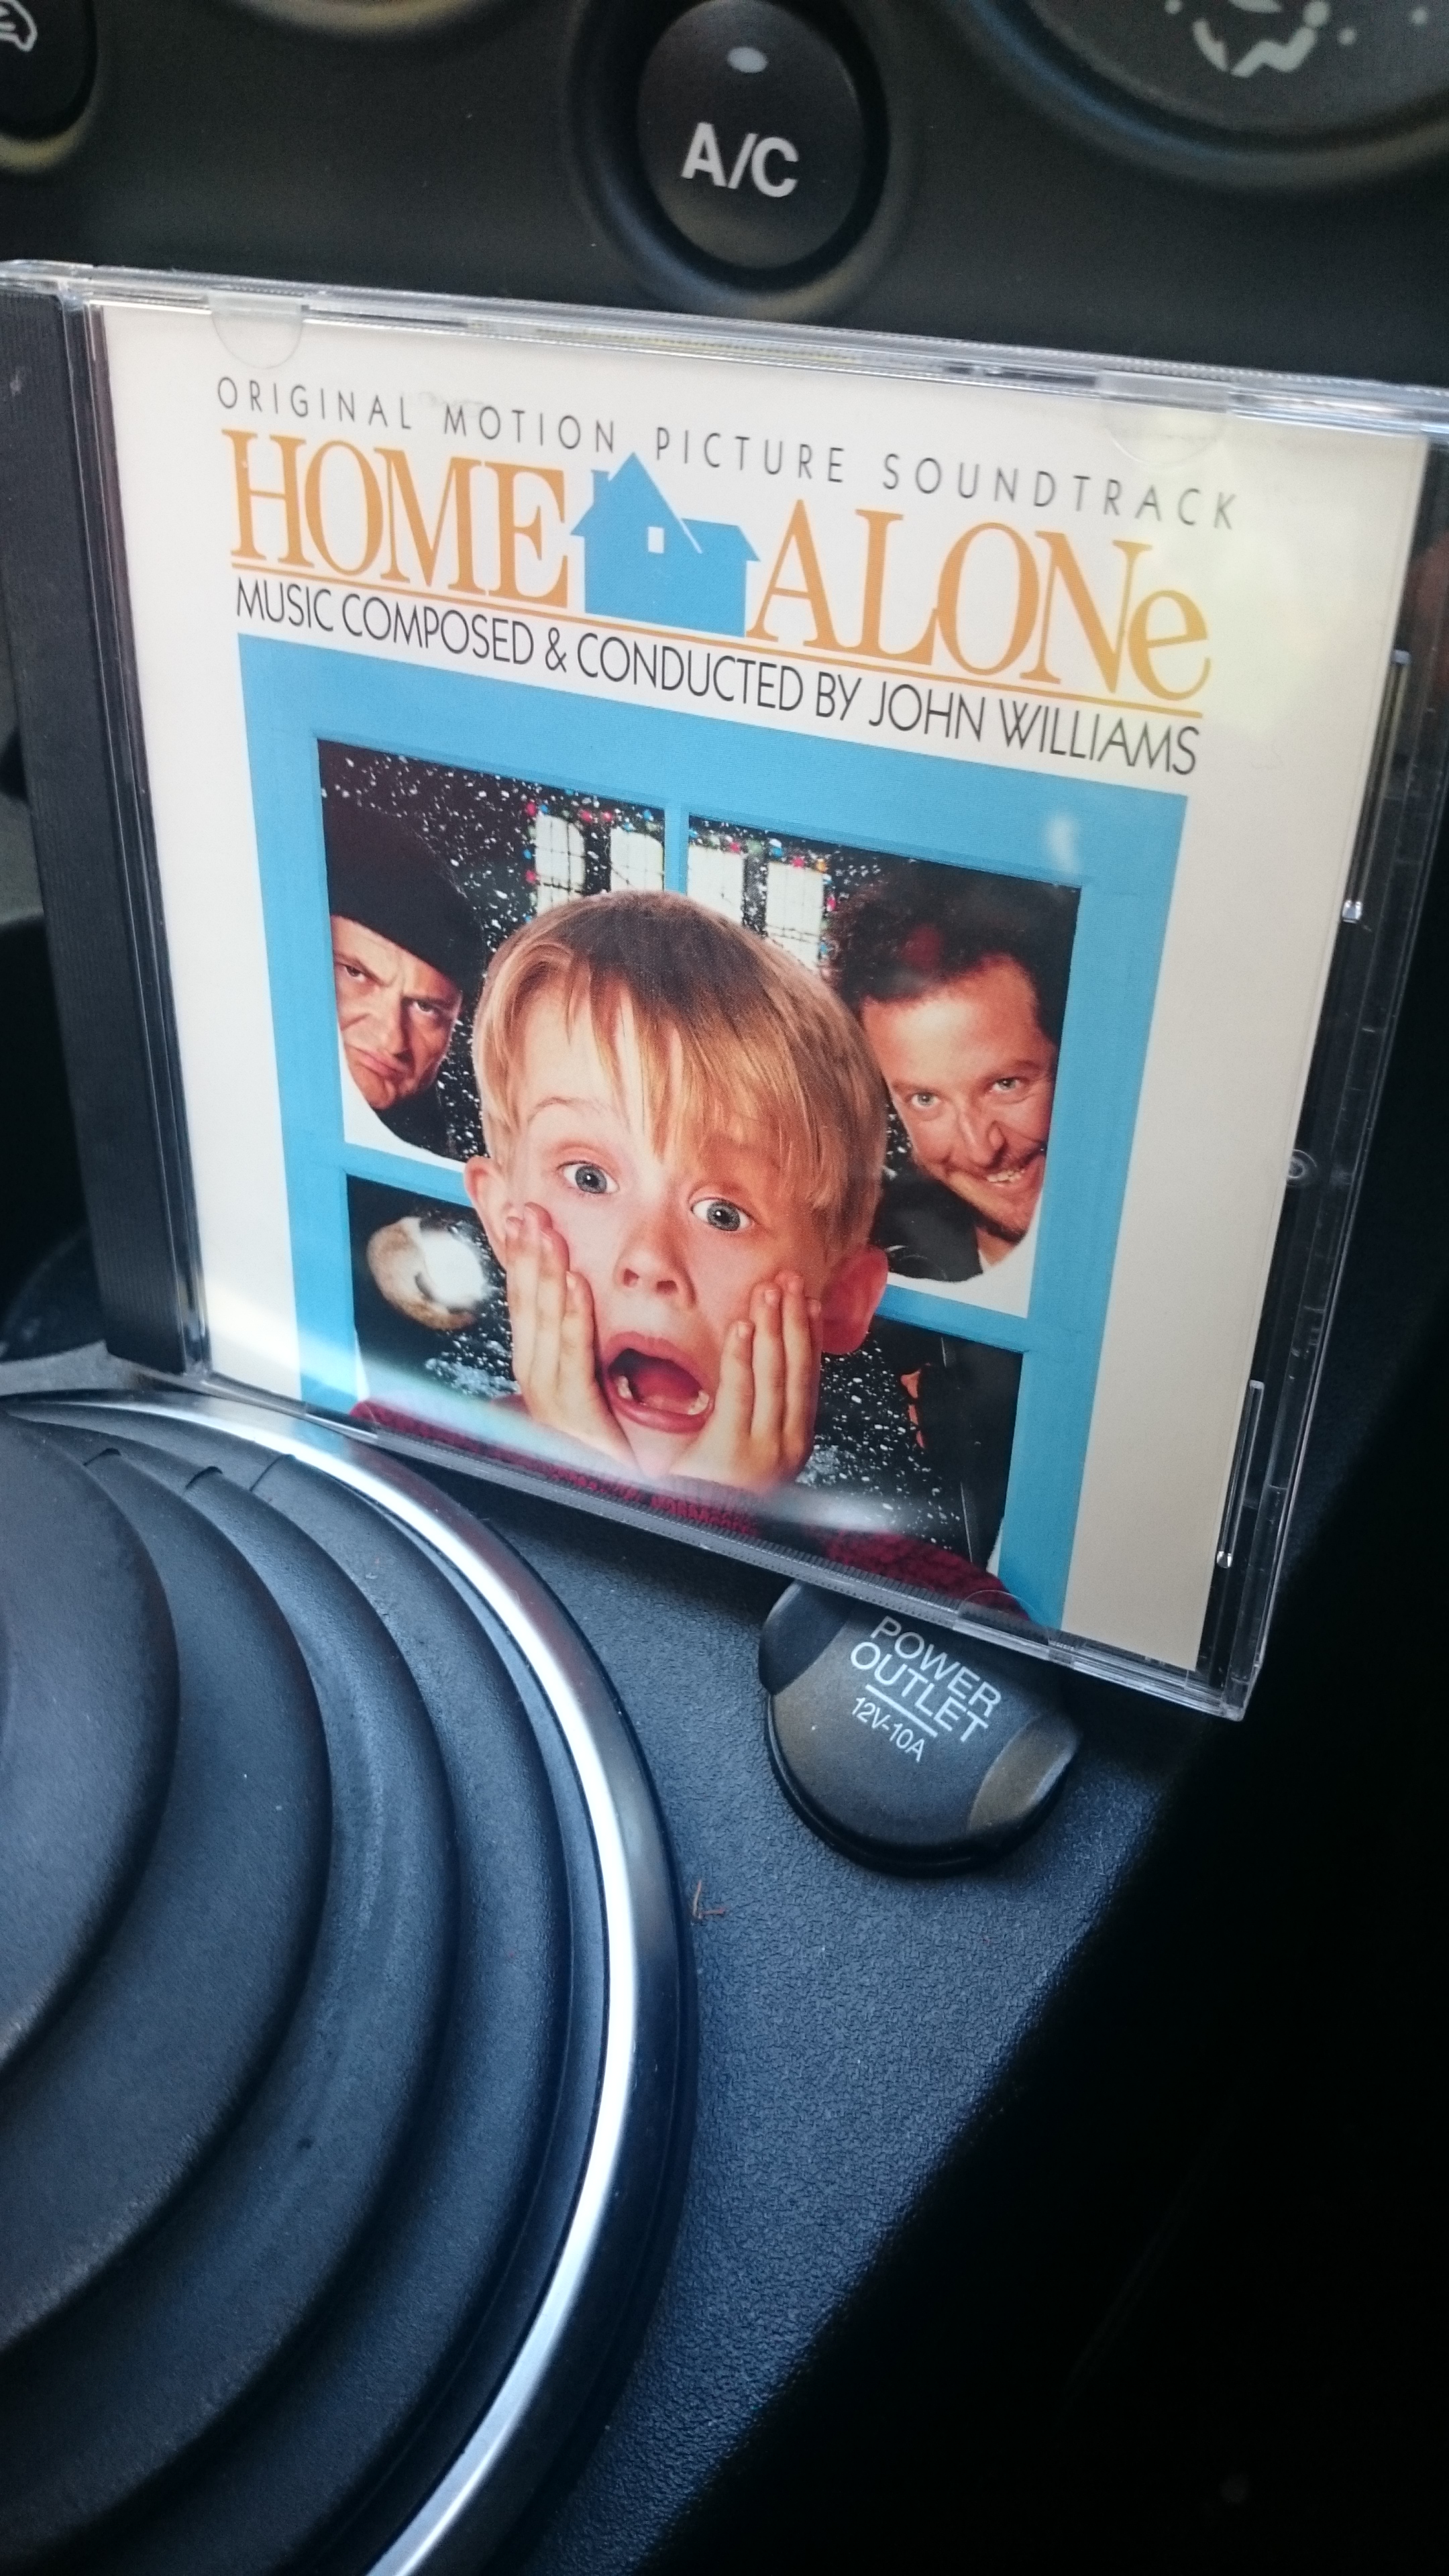 A/C
ORIGINAL MOTION PICTURE SOUNDTRACK
HOME ALONe
MUSIC COMPOSED & CONDUCTED BY JOHN WILLIAMS
POWER
OUTLET
12V-10A